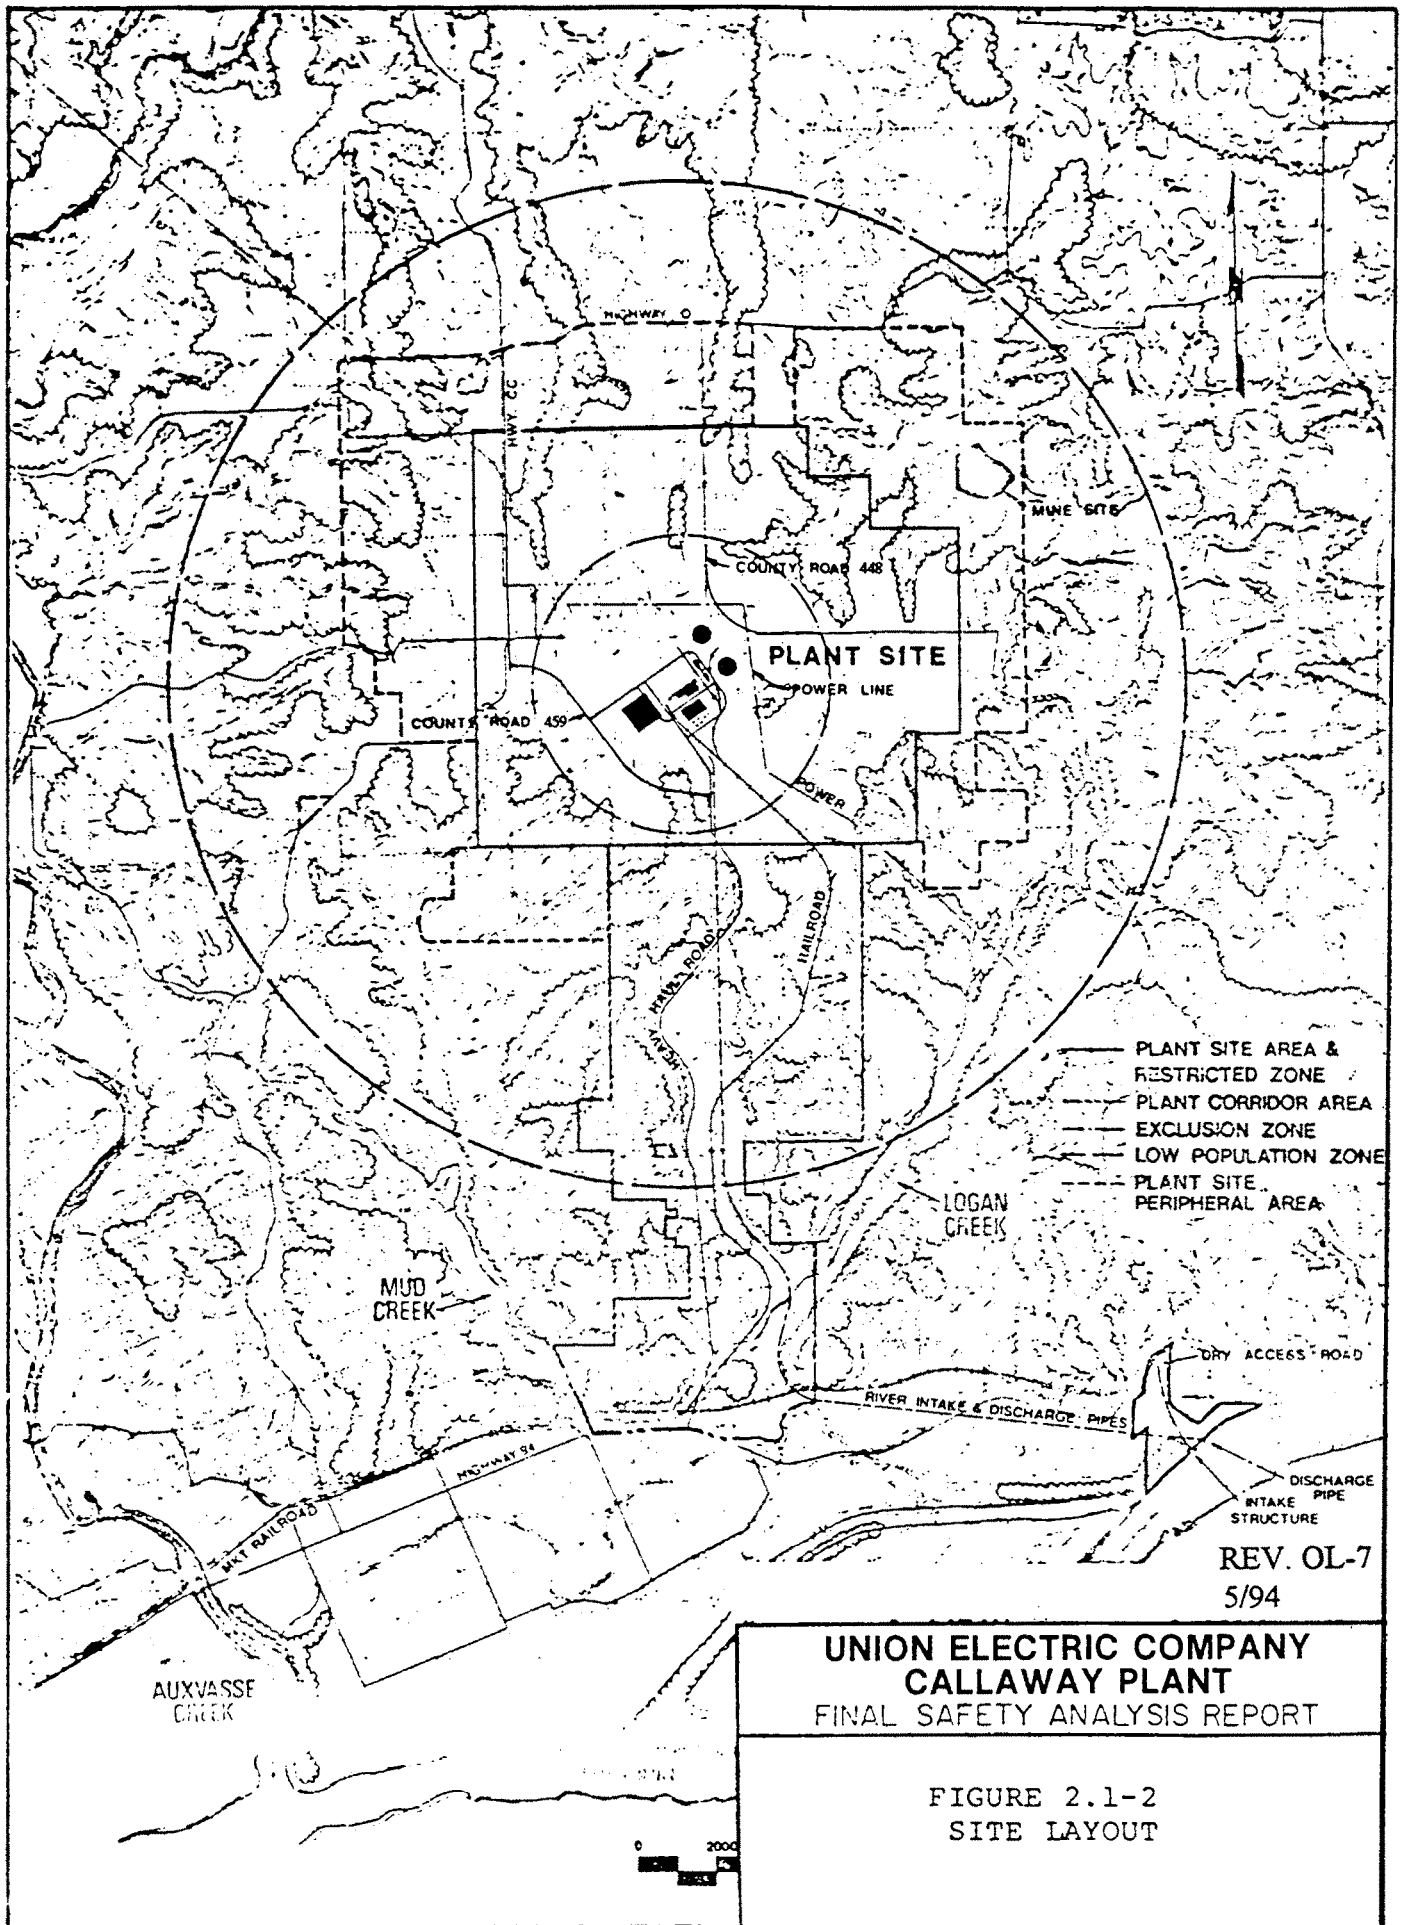 HIGHWAY O
HWY CC
MINE SITE
COUNTY ROAD 448
PLANT SITE
POWER LINE
COUNTY ROAD 459
POWER
RAILROAD
HEAVY HAUL ROAD
PLANT SITE AREA &
RESTRICTED ZONE
PLANT CORRIDOR AREA
EXCLUSION ZONE
LOW POPULATION ZONE
PLANT SITE
PERIPHERAL AREA
LOGAN
CREEK
MUD
CREEK
DRY ACCESS ROAD
RIVER INTAKE & DISCHARGE PIPES
HIGHWAY 94
MKT RAILROAD
DISCHARGE
PIPE
INTAKE
STRUCTURE
REV. OL-7
5/94
AUXVASSE
CREEK
UNION ELECTRIC COMPANY
CALLAWAY PLANT
FINAL SAFETY ANALYSIS REPORT
FIGURE 2.1-2
SITE LAYOUT
0 2000